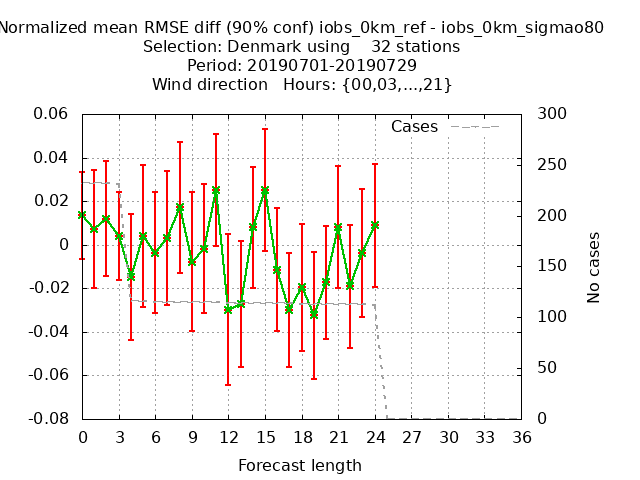 Normalized mean RMSE diff (90% conf) iobs_0km_ref - iobs_0km_sigmao80
Selection: Denmark using 32 stations
Period: 20190701-20190729
Wind direction Hours: {00,03,...,21}
0.06
0.04
0.02
0
-0.02
-0.04
-0.06
-0.08
300
250
200
150
100
50
0
Cases
No cases
0 3 6 9 12 15 18 21 24 27 30 33 36
Forecast length